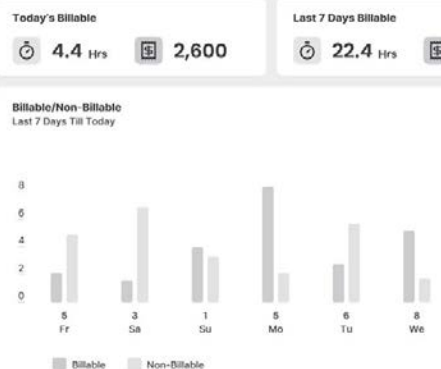 Today's Billable
4.4 Hrs
2,600
Last 7 Days Billable
22.4 Hrs
Billable/Non-Billable
Last 7 Days Till Today
8
6
4
2
0
5 3 1 5 6 8
Fr Sa Su Mo Tu We
Billable Non-Billable